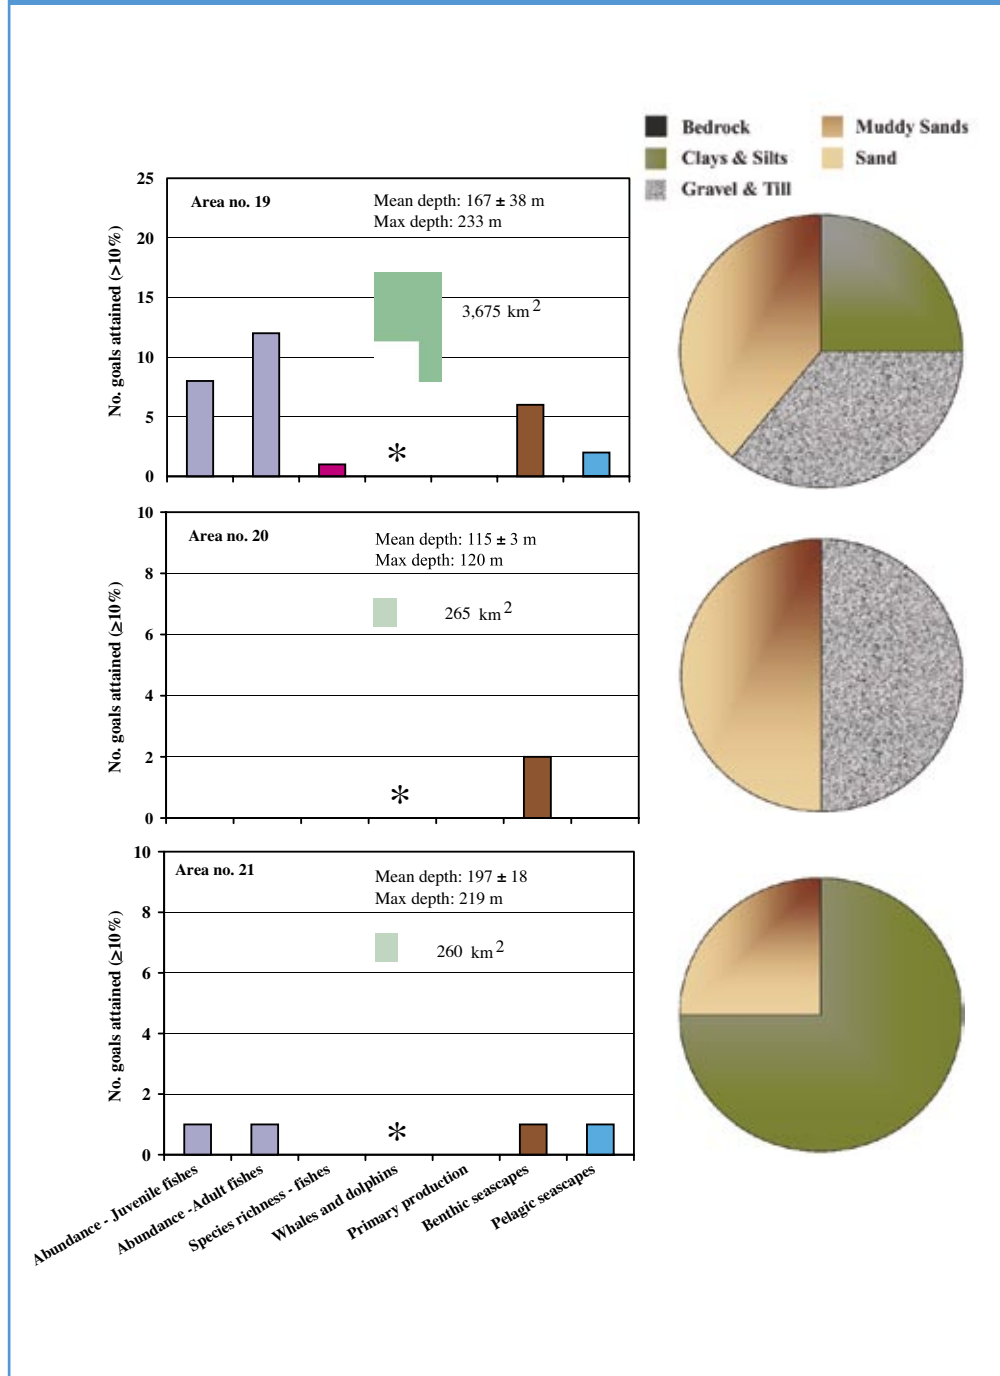 Bedrock
Muddy Sands
Clays & Silts
Sand
Gravel & Till
No. goals attained (>10%)
25
20
15
10
5
0
Area no. 19
Mean depth: 167 ± 38 m
Max depth: 233 m
3,675 km2
*
No. goals attained (≥10%)
10
8
6
4
2
0
Area no. 20
Mean depth: 115 ± 3 m
Max depth: 120 m
265 km2
*
No. goals attained (≥10%)
10
8
6
4
2
0
Area no. 21
Mean depth: 197 ± 18
Max depth: 219 m
260 km2
*
Abundance - Juvenile fishes
Abundance -Adult fishes
Species richness - fishes
Whales and dolphins
Primary production
Benthic seascapes
Pelagic seascapes